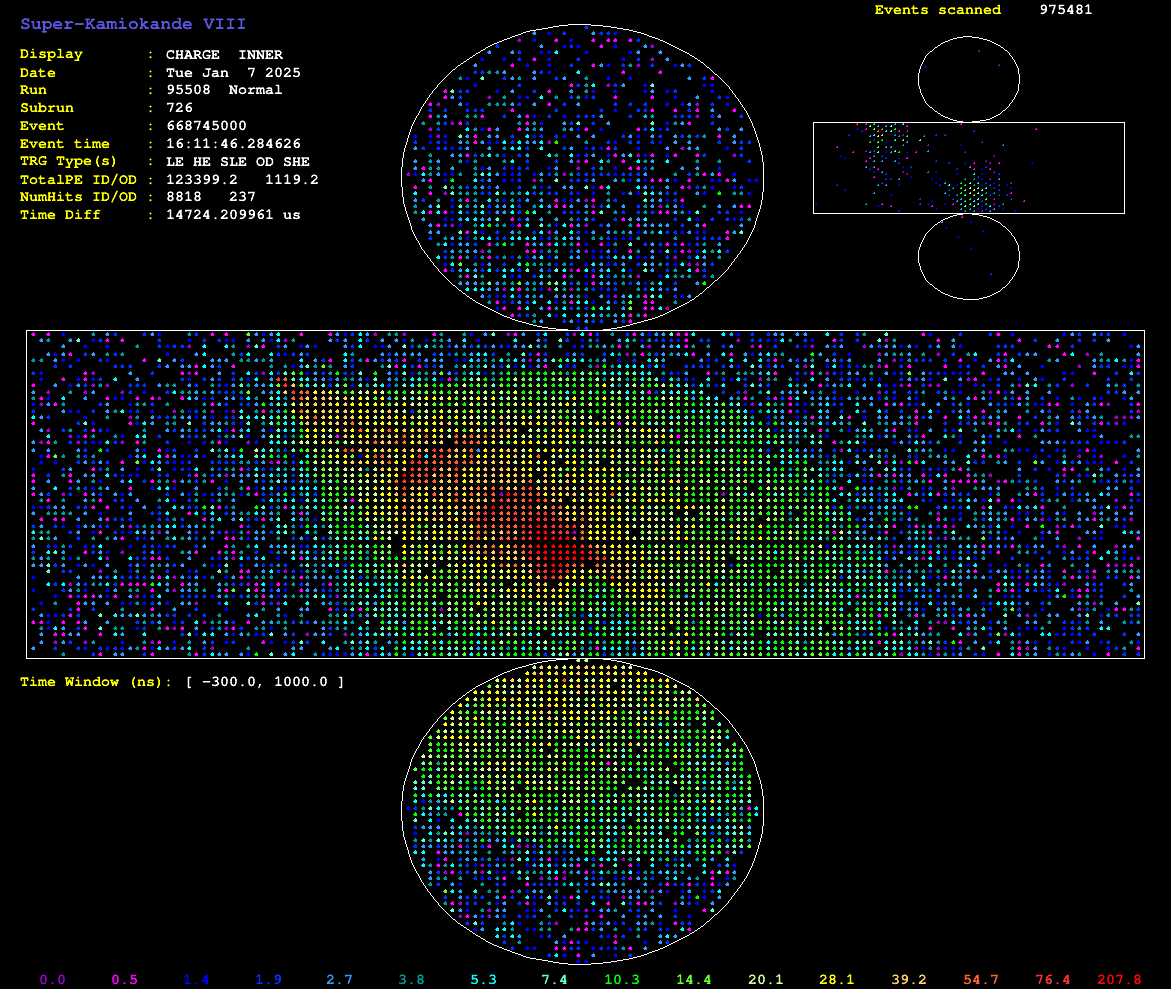 Super-Kamiokande VIII
Events scanned 975481
Display : CHARGE INNER
Date : Tue Jan 7 2025
Run : 95508 Normal
Subrun : 726
Event : 668745000
Event time : 16:11:46.284626
TRG Type(s) : LE HE SLE OD SHE
TotalPE ID/OD : 123399.2 1119.2
NumHits ID/OD : 8818 237
Time Diff : 14724.209961 us
Time Window (ns): [ -300.0, 1000.0 ]
0.0 0.5 1.4 1.9 2.7 3.8 5.3 7.4 10.3 14.4 20.1 28.1 39.2 54.7 76.4 207.8